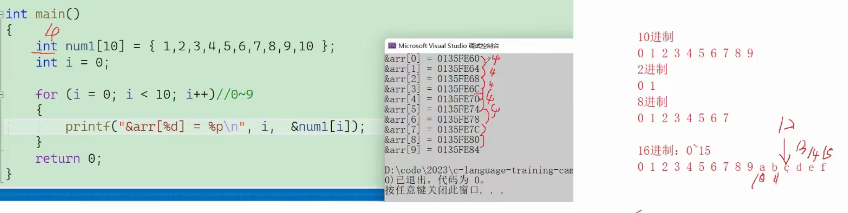 int main()
{
4
int num1[10] = { 1,2,3,4,5,6,7,8,9,10 };
int i = 0;
for (i = 0; i < 10; i++)//0~9
{
printf("&arr[%d] = %p\n", i, &num1[i]);
}
return 0;
}
Microsoft Visual Studio 调试控制台
&arr[0] = 0135FE60
&arr[1] = 0135FE64
&arr[2] = 0135FE68
&arr[3] = 0135FE6C
&arr[4] = 0135FE70
&arr[5] = 0135FE74
&arr[6] = 0135FE78
&arr[7] = 0135FE7C
&arr[8] = 0135FE80
&arr[9] = 0135FE84
4
4
4
4
D:\code\2023\c-language-training-cam
0)已退出，代码为 0。
按任意键关闭此窗口. . .
10进制
0 1 2 3 4 5 6 7 8 9
2进制
0 1
8进制
0 1 2 3 4 5 6 7
12
16进制：0~15
13 14 15
0 1 2 3 4 5 6 7 8 9 a b c d e f
10 11